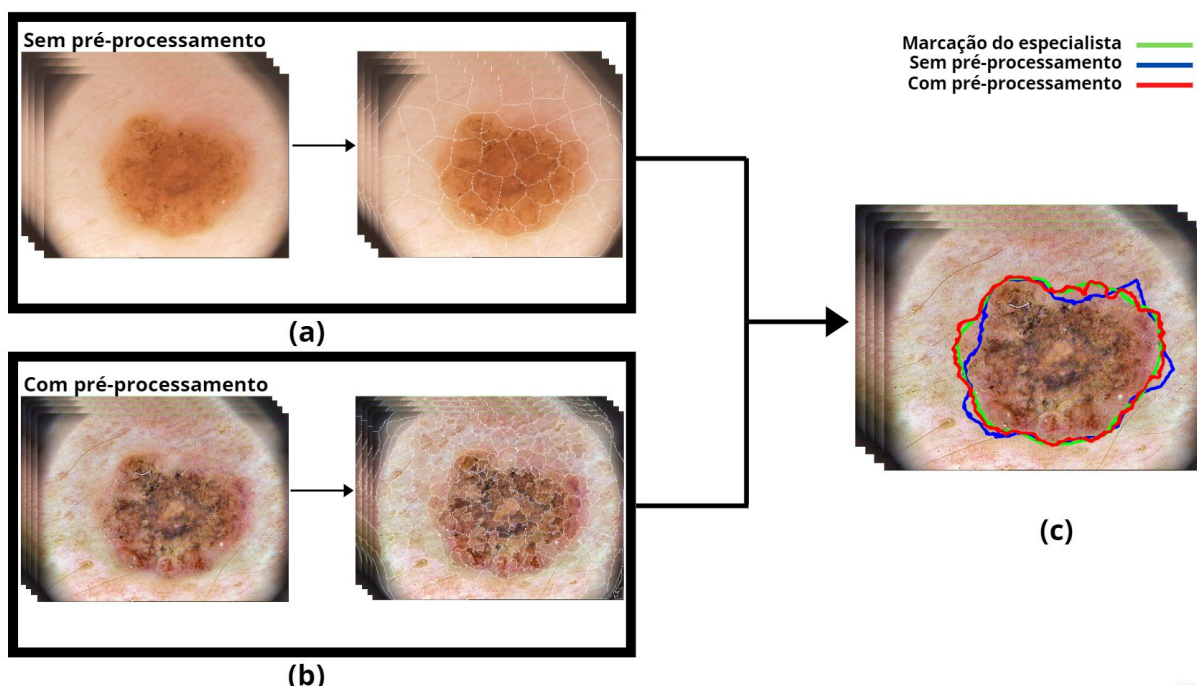 Sem pré-processamento
(a)
Com pré-processamento
(b)
Marcação do especialista
Sem pré-processamento
Com pré-processamento
(c)